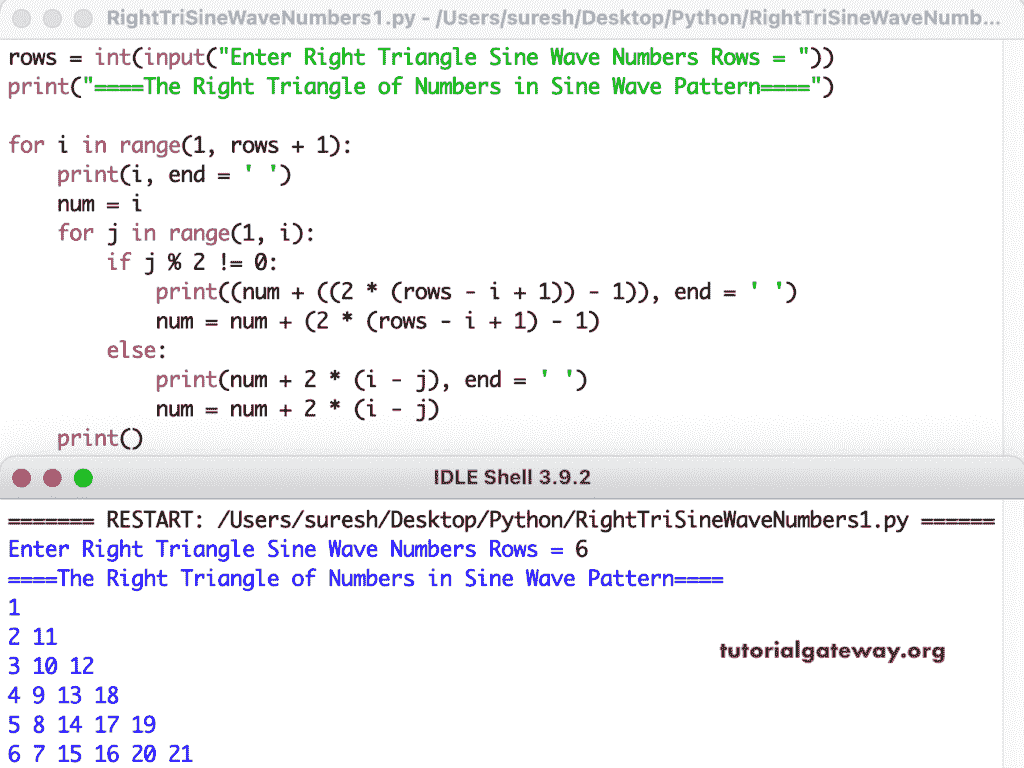 RightTriSineWaveNumbers1.py - /Users/suresh/Desktop/Python/RightTriSineWaveNumb...
rows = int(input("Enter Right Triangle Sine Wave Numbers Rows = "))
print("====The Right Triangle of Numbers in Sine Wave Pattern====")

for i in range(1, rows + 1):
    print(i, end = ' ')
    num = i
    for j in range(1, i):
        if j % 2 != 0:
            print((num + ((2 * (rows - i + 1)) - 1)), end = ' ')
            num = num + (2 * (rows - i + 1) - 1)
        else:
            print(num + 2 * (i - j), end = ' ')
            num = num + 2 * (i - j)
    print()
IDLE Shell 3.9.2
======= RESTART: /Users/suresh/Desktop/Python/RightTriSineWaveNumbers1.py ======
Enter Right Triangle Sine Wave Numbers Rows = 6
====The Right Triangle of Numbers in Sine Wave Pattern====
1
2 11
3 10 12
4 9 13 18
5 8 14 17 19
6 7 15 16 20 21
tutorialgateway.org